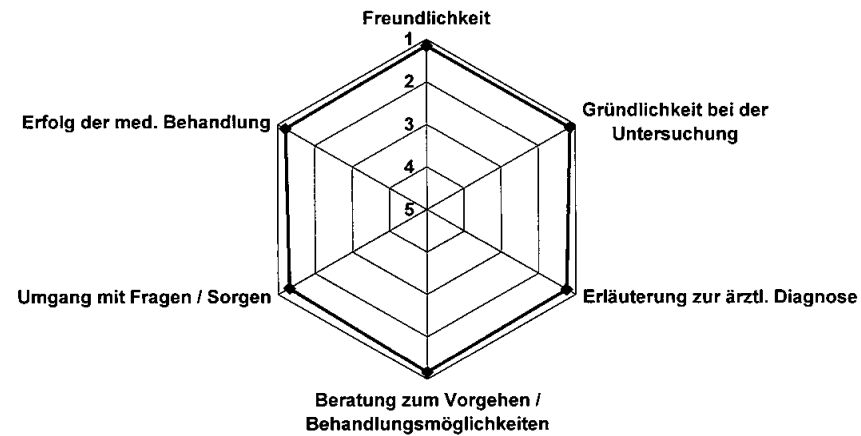 Freundlichkeit
1
2
3
4
5
Gründlichkeit bei der
Untersuchung
Erläuterung zur ärztl. Diagnose
Beratung zum Vorgehen /
Behandlungsmöglichkeiten
Umgang mit Fragen / Sorgen
Erfolg der med. Behandlung